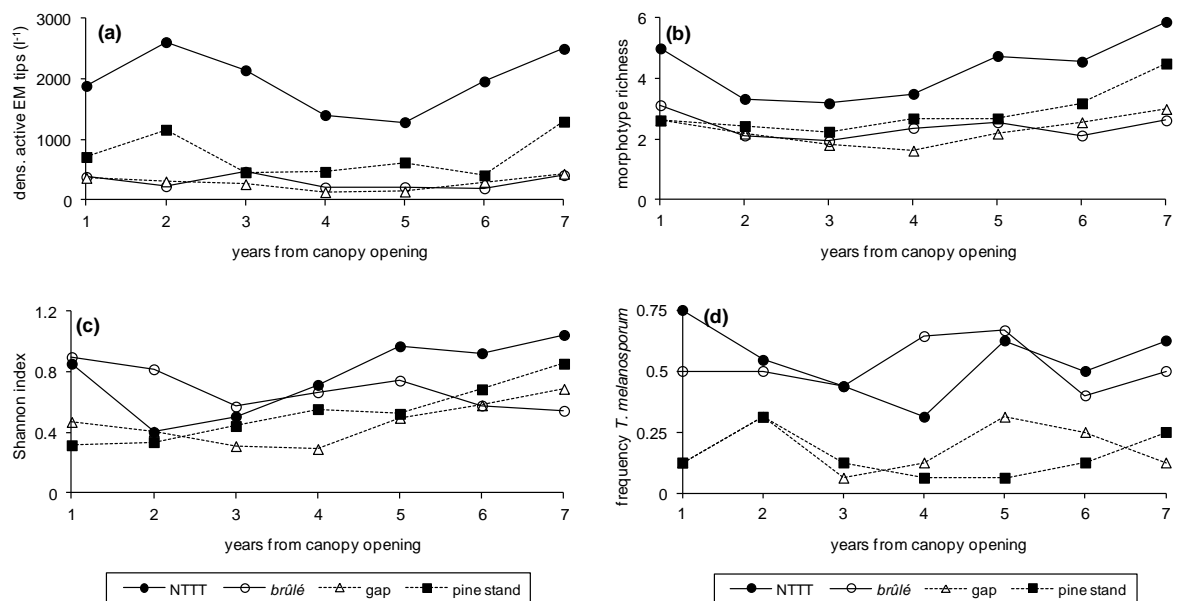 (a)
dens. active EM tips (l⁻¹)
3000
2000
1000
0
1 2 3 4 5 6 7
years from canopy opening
(b)
morphotype richness
6
4
2
0
1 2 3 4 5 6 7
years from canopy opening
(c)
Shannon index
1.2
0.8
0.4
0
1 2 3 4 5 6 7
years from canopy opening
(d)
frequency T. melanosporum
0.75
0.5
0.25
0
1 2 3 4 5 6 7
years from canopy opening
NTTT brûlé gap pine stand
NTTT brûlé gap pine stand